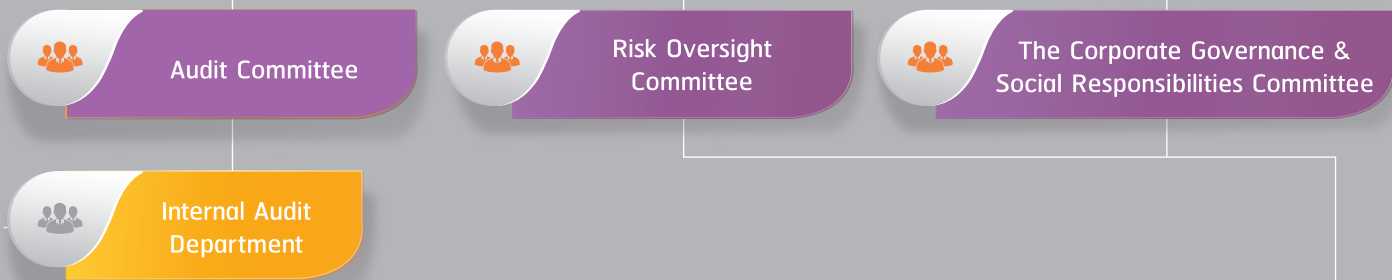 Audit Committee
Risk Oversight
Committee
The Corporate Governance &
Social Responsibilities Committee
Internal Audit
Department